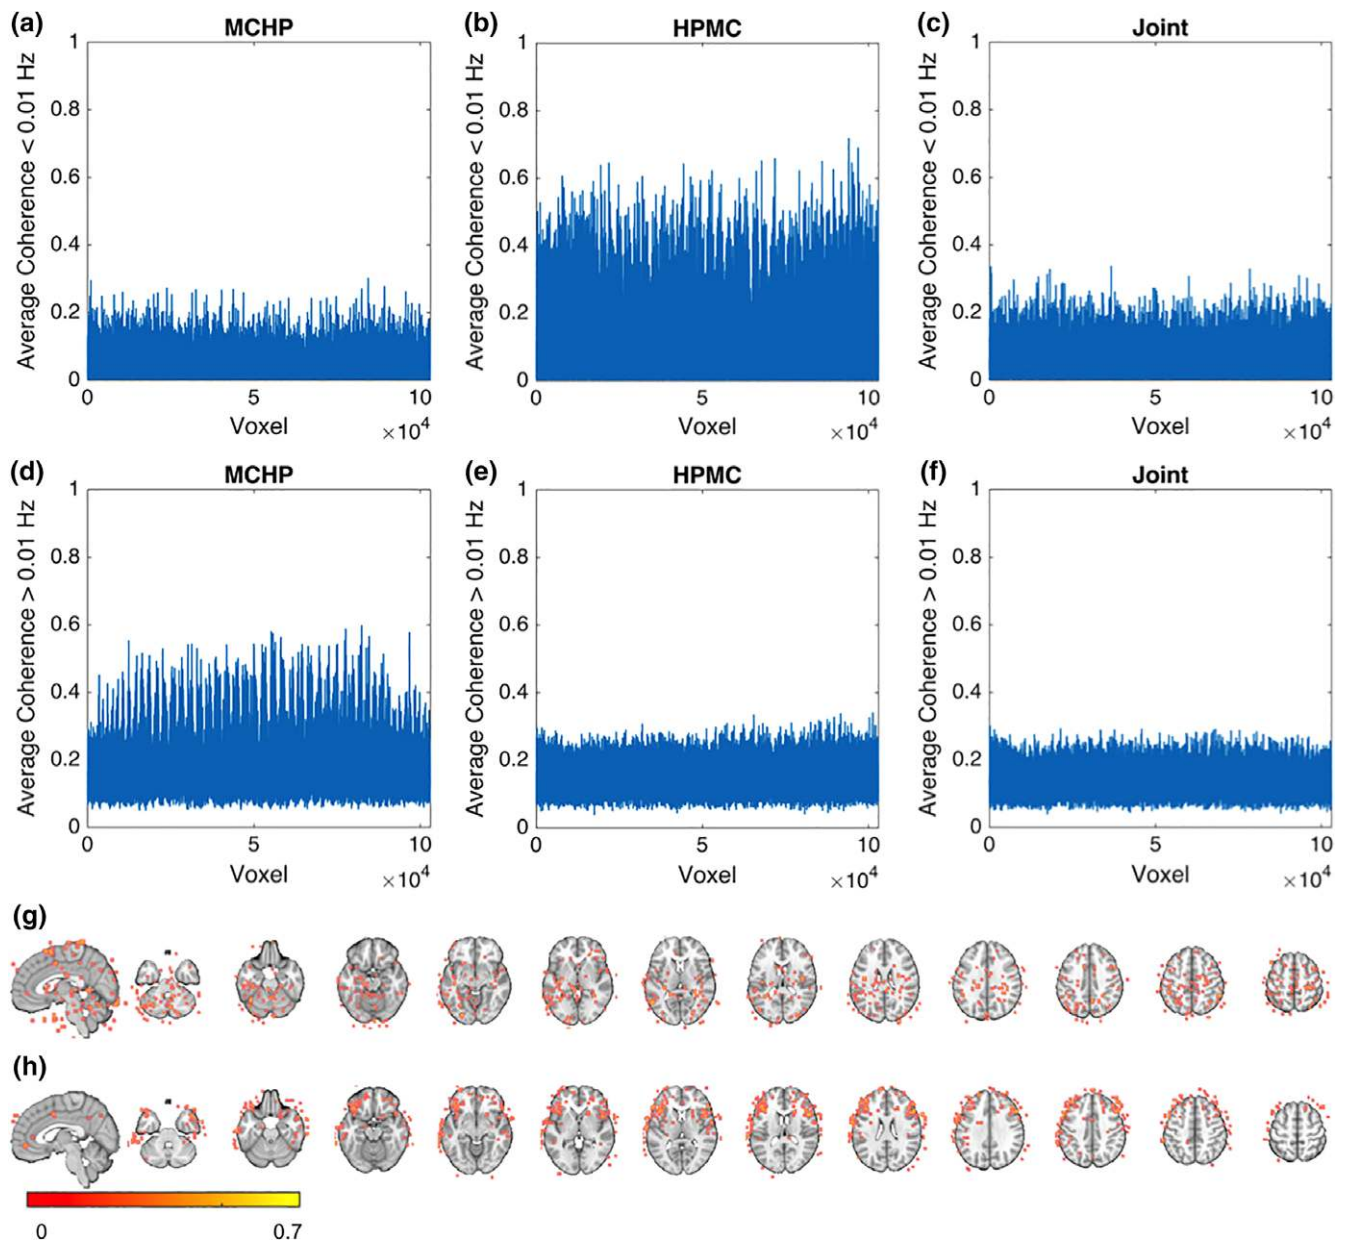 (a) MCHP
Average Coherence < 0.01 Hz
1
0.8
0.6
0.4
0.2
0
0 5 10
Voxel ×10⁴
(b) HPMC
Average Coherence < 0.01 Hz
1
0.8
0.6
0.4
0.2
0
0 5 10
Voxel ×10⁴
(c) Joint
Average Coherence < 0.01 Hz
1
0.8
0.6
0.4
0.2
0
0 5 10
Voxel ×10⁴
(d) MCHP
Average Coherence > 0.01 Hz
1
0.8
0.6
0.4
0.2
0
0 5 10
Voxel ×10⁴
(e) HPMC
Average Coherence > 0.01 Hz
1
0.8
0.6
0.4
0.2
0
0 5 10
Voxel ×10⁴
(f) Joint
Average Coherence > 0.01 Hz
1
0.8
0.6
0.4
0.2
0
0 5 10
Voxel ×10⁴
(g)
(h)
0 0.7